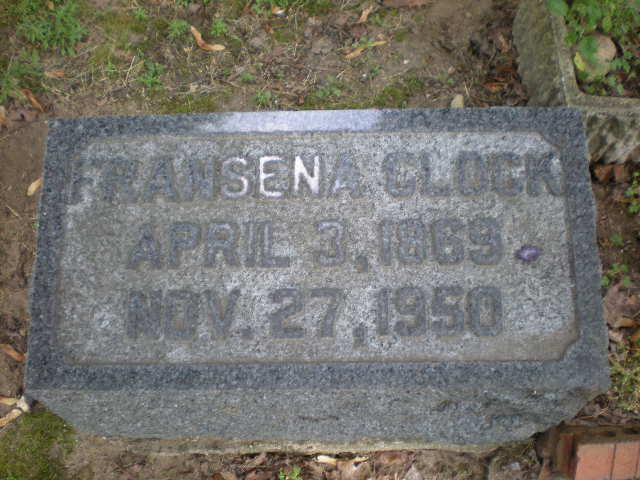 FRANSENA CLOCK
APRIL 3, 1869
NOV. 27, 1950